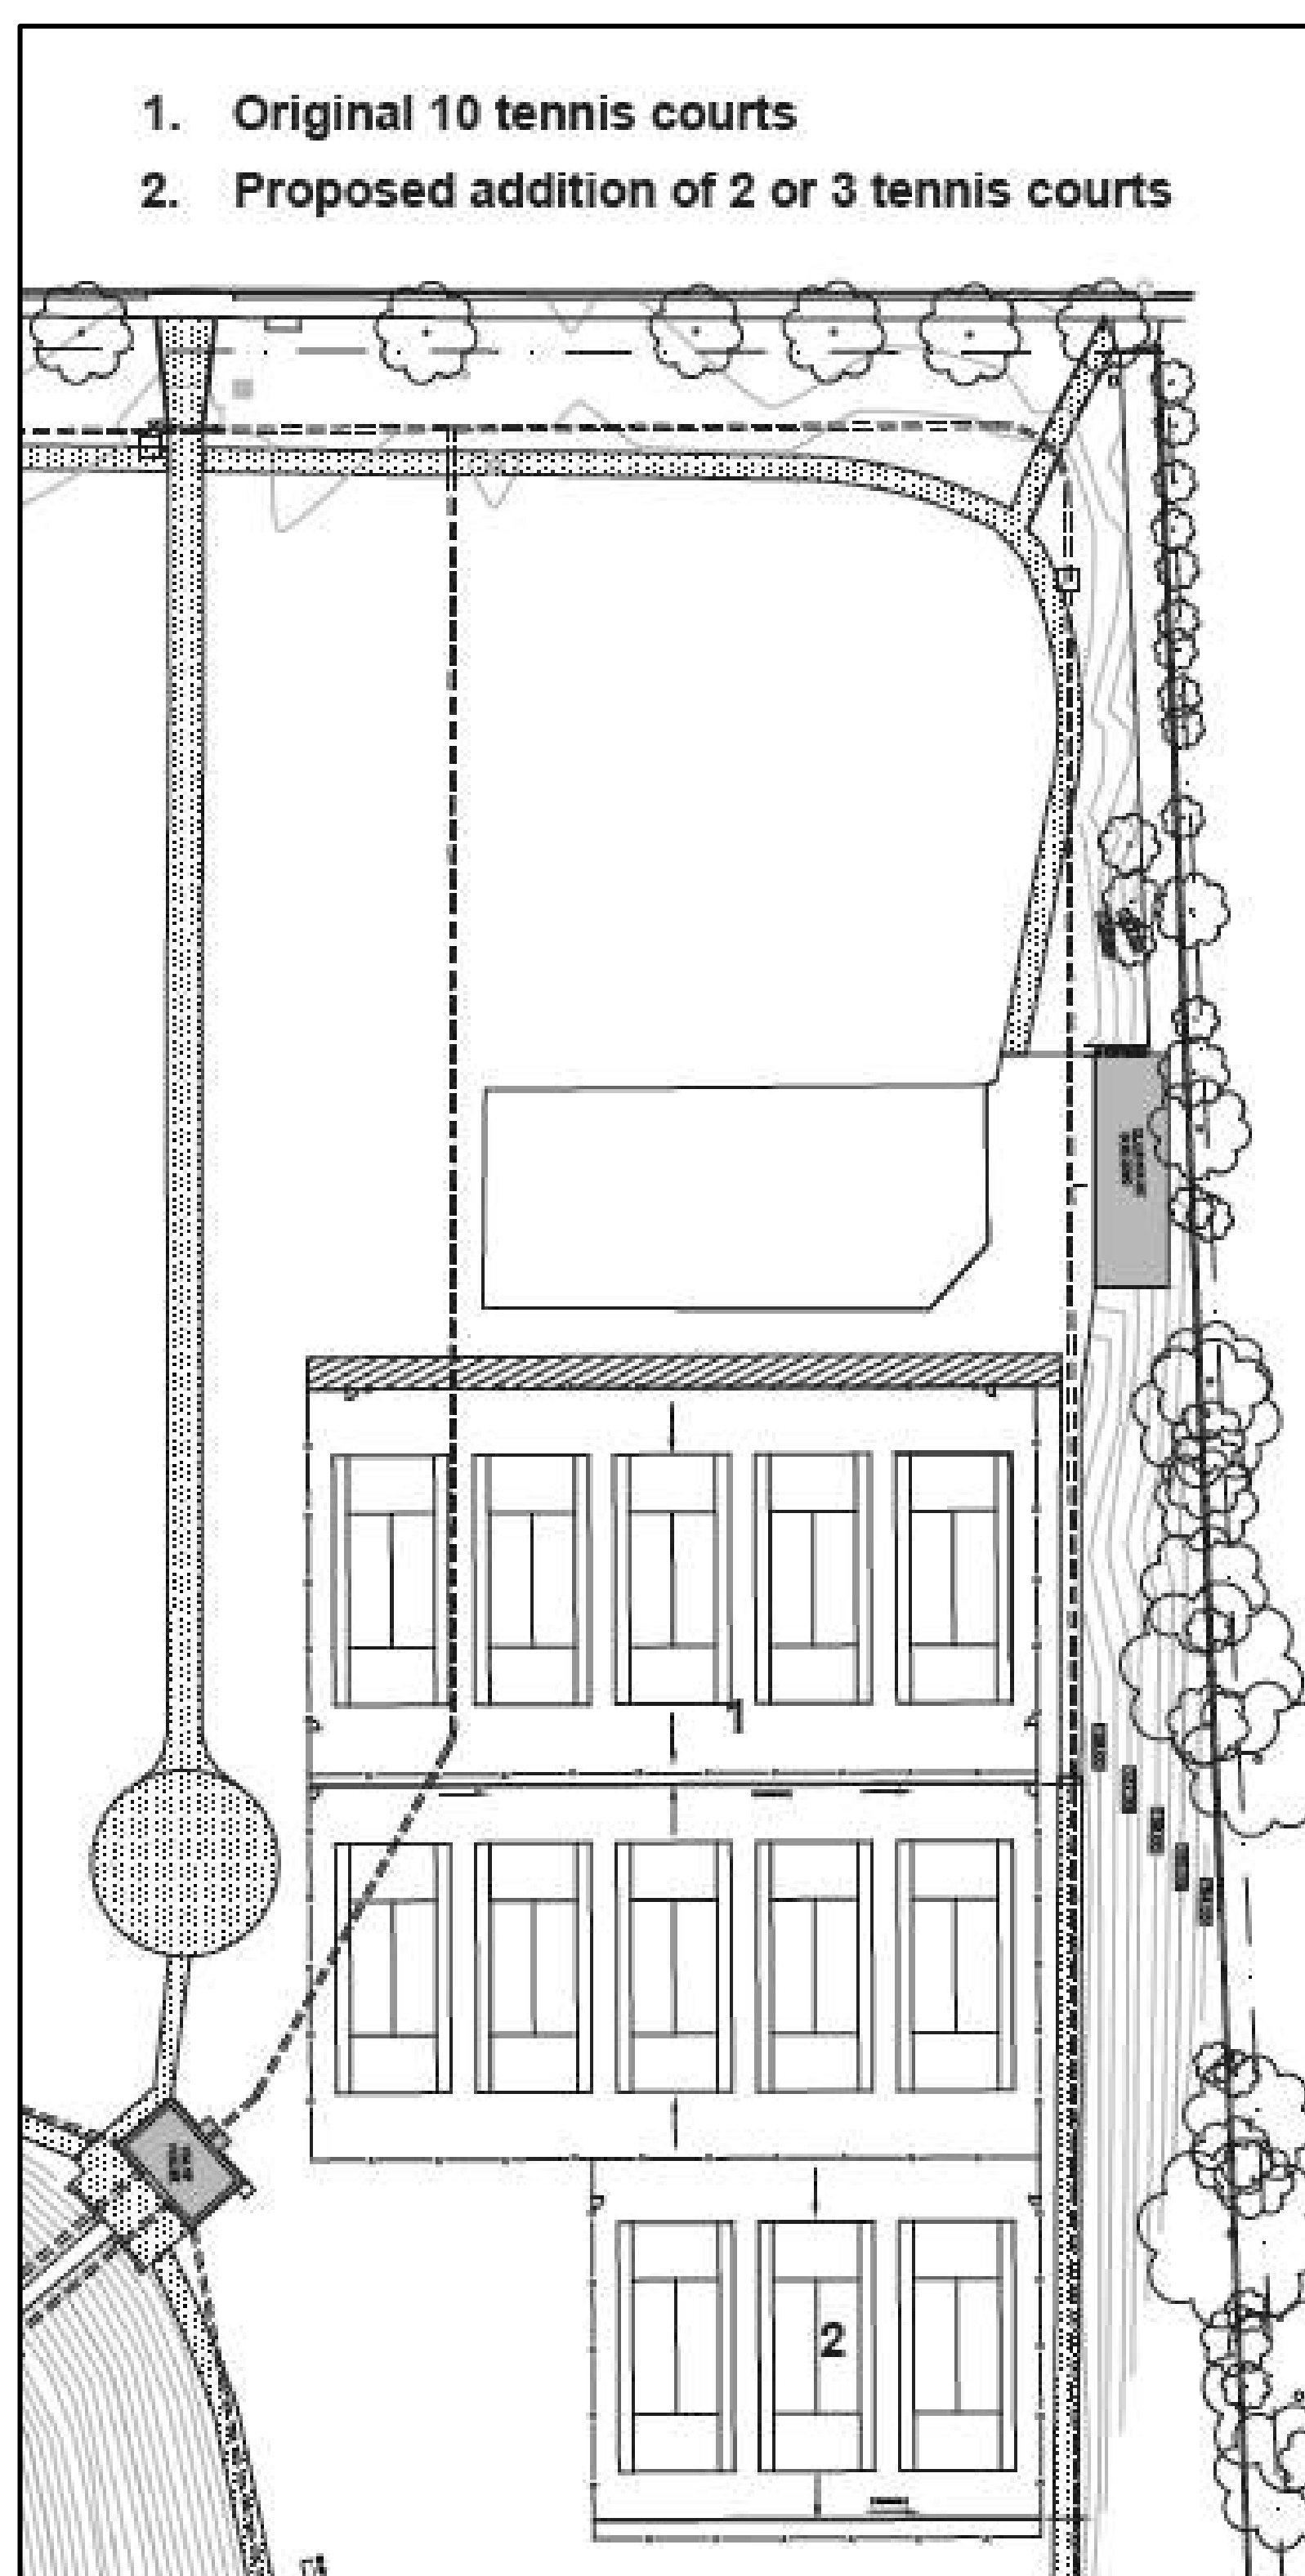 1. Original 10 tennis courts
2. Proposed addition of 2 or 3 tennis courts
1
2